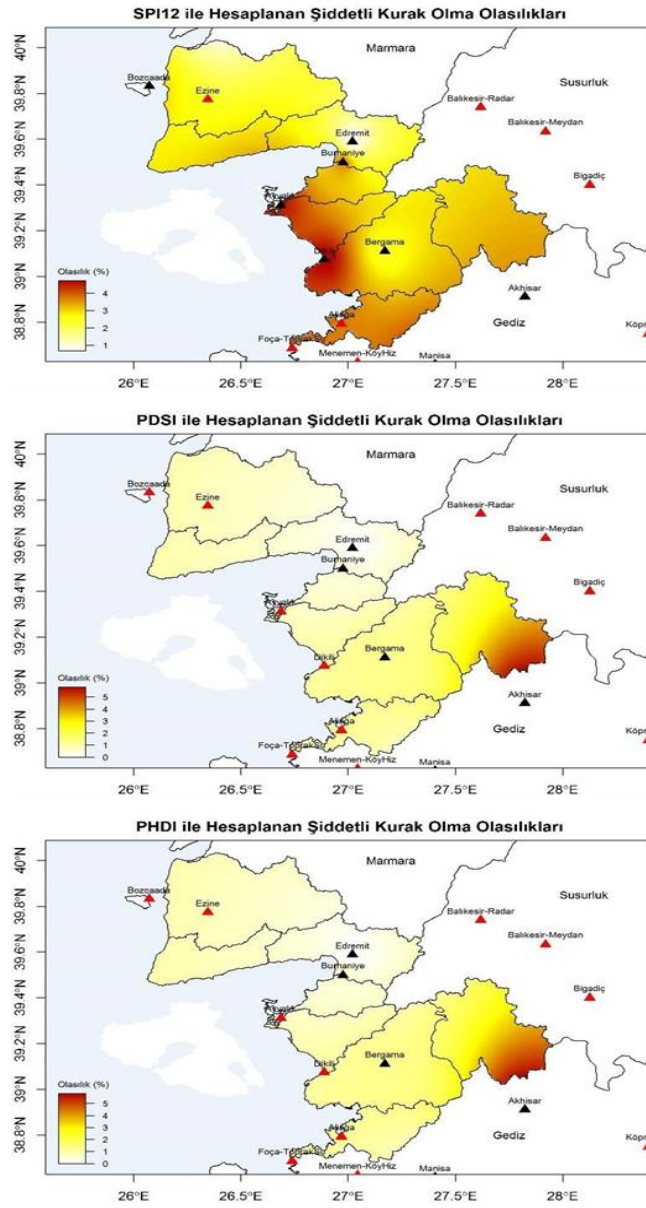 SPI12 ile Hesaplanan Şiddetli Kurak Olma Olasılıkları
40°N
39.8°N
39.6°N
39.4°N
39.2°N
39°N
38.8°N
Marmara
Susurluk
Bozcaada
Ezine
Balıkesir-Radar
Balıkesir-Meydan
Edremit
Burhaniye
Bigadiç
Bergama
Akhisar
Gediz
Olasılık (%)
4
3
2
1
Menemen-KöyHiz
Manisa
26°E
26.5°E
27°E
27.5°E
28°E
PDSI ile Hesaplanan Şiddetli Kurak Olma Olasılıkları
40°N
39.8°N
39.6°N
39.4°N
39.2°N
39°N
38.8°N
Marmara
Susurluk
Bozcaada
Ezine
Balıkesir-Radar
Balıkesir-Meydan
Edremit
Burhaniye
Bigadiç
Dikili
Bergama
Akhisar
Gediz
Olasılık (%)
5
4
3
2
1
0
Menemen-KöyHiz
Manisa
26°E
26.5°E
27°E
27.5°E
28°E
PHDI ile Hesaplanan Şiddetli Kurak Olma Olasılıkları
40°N
39.8°N
39.6°N
39.4°N
39.2°N
39°N
38.8°N
Marmara
Susurluk
Bozcaada
Ezine
Balıkesir-Radar
Balıkesir-Meydan
Edremit
Burhaniye
Bigadiç
Dikili
Bergama
Akhisar
Gediz
Olasılık (%)
5
4
3
2
1
0
Menemen-KöyHiz
Manisa
26°E
26.5°E
27°E
27.5°E
28°E